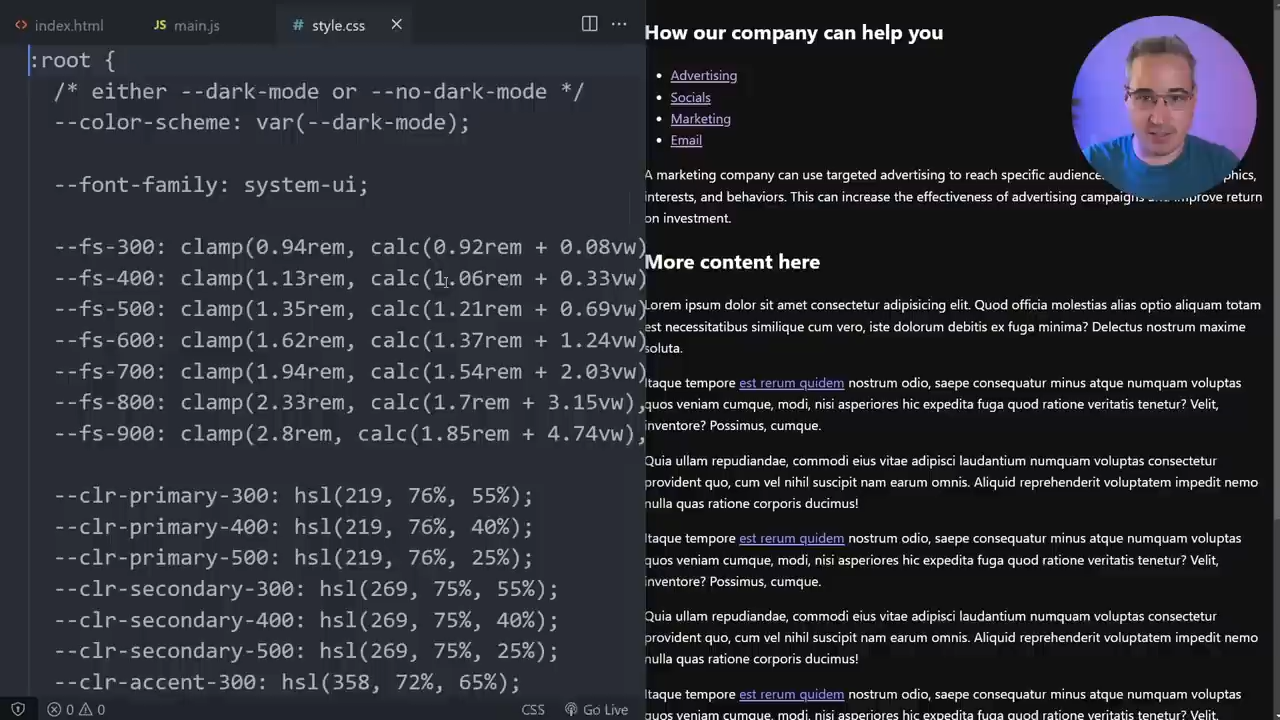 index.html
JS main.js
# style.css
:root {
/* either --dark-mode or --no-dark-mode */
--color-scheme: var(--dark-mode);
--font-family: system-ui;
--fs-300: clamp(0.94rem, calc(0.92rem + 0.08vw)
--fs-400: clamp(1.13rem, calc(1.06rem + 0.33vw)
--fs-500: clamp(1.35rem, calc(1.21rem + 0.69vw)
--fs-600: clamp(1.62rem, calc(1.37rem + 1.24vw)
--fs-700: clamp(1.94rem, calc(1.54rem + 2.03vw)
--fs-800: clamp(2.33rem, calc(1.7rem + 3.15vw),
--fs-900: clamp(2.8rem, calc(1.85rem + 4.74vw),
--clr-primary-300: hsl(219, 76%, 55%);
--clr-primary-400: hsl(219, 76%, 40%);
--clr-primary-500: hsl(219, 76%, 25%);
--clr-secondary-300: hsl(269, 75%, 55%);
--clr-secondary-400: hsl(269, 75%, 40%);
--clr-secondary-500: hsl(269, 75%, 25%);
--clr-accent-300: hsl(358, 72%, 65%);
0 0
CSS
Go Live
How our company can help you
Advertising
Socials
Marketing
Email
A marketing company can use targeted advertising to reach specific
interests, and behaviors. This can increase the effectiveness of advertising campaigns and improve return
on investment.
More content here
Lorem ipsum dolor sit amet consectetur adipisicing elit. Quod officia molestias alias optio aliquam totam
est necessitatibus similique cum vero, iste dolorum debitis ex fuga minima? Delectus nostrum maxime
soluta.
Itaque tempore est rerum quidem nostrum odio, saepe consequatur minus atque numquam voluptas
quos veniam cumque, modi, nisi asperiores hic expedita fuga quod ratione veritatis tenetur? Velit,
inventore? Possimus, cumque.
Quia ullam repudiandae, commodi eius vitae adipisci laudantium numquam voluptas consectetur
provident quo, cum vel nihil suscipit nam earum omnis. Aliquid reprehenderit voluptatem impedit nemo
nulla quas ratione corporis ducimus!
Itaque tempore est rerum quidem nostrum odio, saepe consequatur minus atque numquam voluptas
quos veniam cumque, modi, nisi asperiores hic expedita fuga quod ratione veritatis tenetur? Velit,
inventore? Possimus, cumque.
Quia ullam repudiandae, commodi eius vitae adipisci laudantium numquam voluptas consectetur
provident quo, cum vel nihil suscipit nam earum omnis. Aliquid reprehenderit voluptatem impedit nemo
nulla quas ratione corporis ducimus!
Itaque tempore est rerum quidem nostrum odio, saepe consequatur minus atque numquam voluptas
quos veniam cumque, modi, nisi asperiores hic expedita fuga quod ratione veritatis tenetur? Velit,